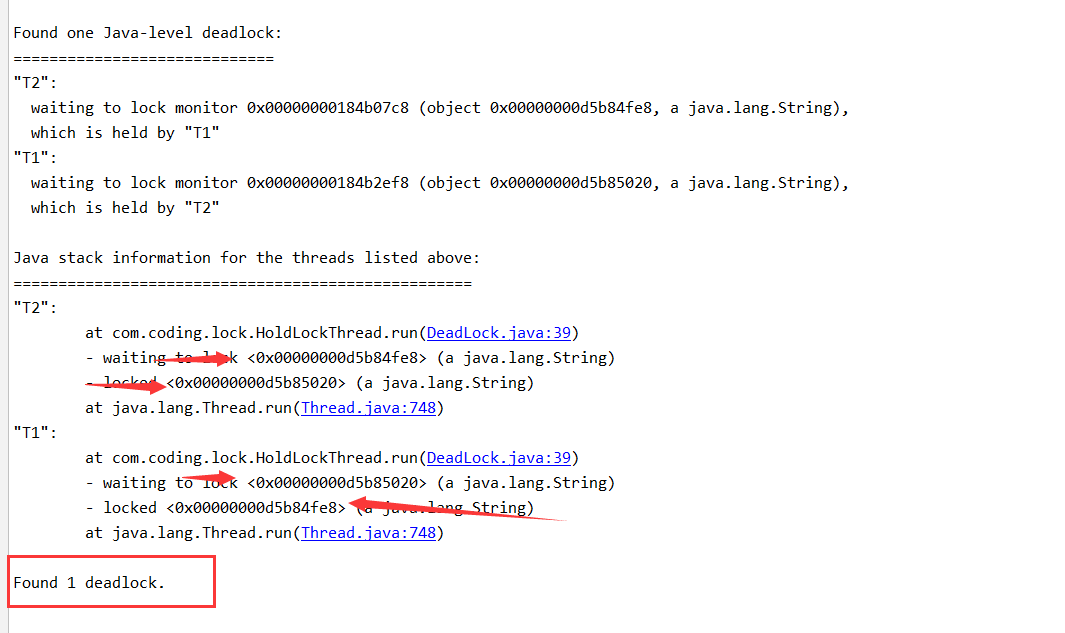 Found one Java-level deadlock:
=============================
"T2":
  waiting to lock monitor 0x00000000184b07c8 (object 0x00000000d5b84fe8, a java.lang.String),
  which is held by "T1"
"T1":
  waiting to lock monitor 0x00000000184b2ef8 (object 0x00000000d5b85020, a java.lang.String),
  which is held by "T2"
Java stack information for the threads listed above:
===================================================
"T2":
        at com.coding.lock.HoldLockThread.run(DeadLock.java:39)
        - waiting to lock <0x00000000d5b84fe8> (a java.lang.String)
        - locked <0x00000000d5b85020> (a java.lang.String)
        at java.lang.Thread.run(Thread.java:748)
"T1":
        at com.coding.lock.HoldLockThread.run(DeadLock.java:39)
        - waiting to lock <0x00000000d5b85020> (a java.lang.String)
        - locked <0x00000000d5b84fe8> (a java.lang.String)
        at java.lang.Thread.run(Thread.java:748)
Found 1 deadlock.